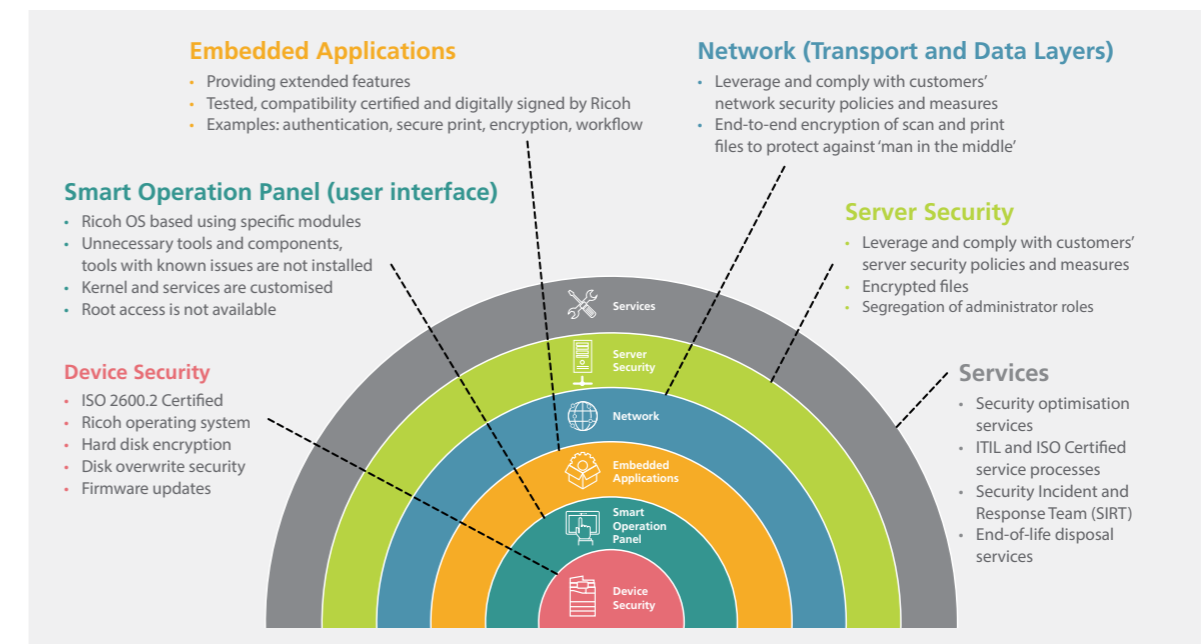 Embedded Applications
• Providing extended features
• Tested, compatibility certified and digitally signed by Ricoh
• Examples: authentication, secure print, encryption, workflow
Network (Transport and Data Layers)
• Leverage and comply with customers’
network security policies and measures
• End-to-end encryption of scan and print
files to protect against ‘man in the middle’
Smart Operation Panel (user interface)
• Ricoh OS based using specific modules
• Unnecessary tools and components,
tools with known issues are not installed
• Kernel and services are customised
• Root access is not available
Server Security
• Leverage and comply with customers’
server security policies and measures
• Encrypted files
• Segregation of administrator roles
Device Security
• ISO 2600.2 Certified
• Ricoh operating system
• Hard disk encryption
• Disk overwrite security
• Firmware updates
Services
• Security optimisation
services
• ITIL and ISO Certified
service processes
• Security Incident and
Response Team (SIRT)
• End-of-life disposal
services
Services
Server
Security
Network
Embedded
Applications
Smart
Operation
Panel
Device
Security